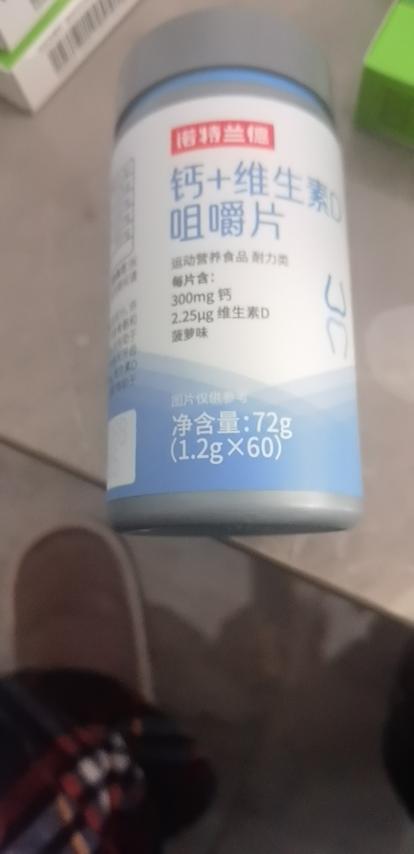 诺特兰德
钙+维生素D
咀嚼片
运动营养食品 耐力类
每片含：
300mg 钙
2.25μg 维生素D
菠萝味
图片仅供参考
净含量：72g
(1.2g×60)